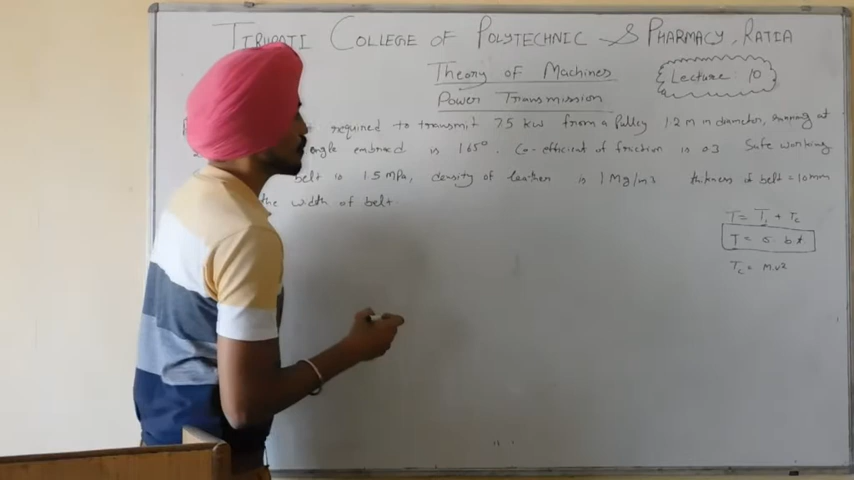 TIRUPATI COLLEGE OF POLYTECHNIC & PHARMACY, RATIA
Theory of Machines
Lecture: 10
Power Transmission
required to transmit 7.5 kw from a Pulley 1.2 m in diameter, running at
angle embraced is 165°. Co-efficient of friction is 0.3 Safe working
belt is 1.5 MPa, density of leather is 1 Mg/m3 thickness of belt = 10mm
the width of belt.
T = T1 + Tc
T = σ. b.t
Tc = m.v2